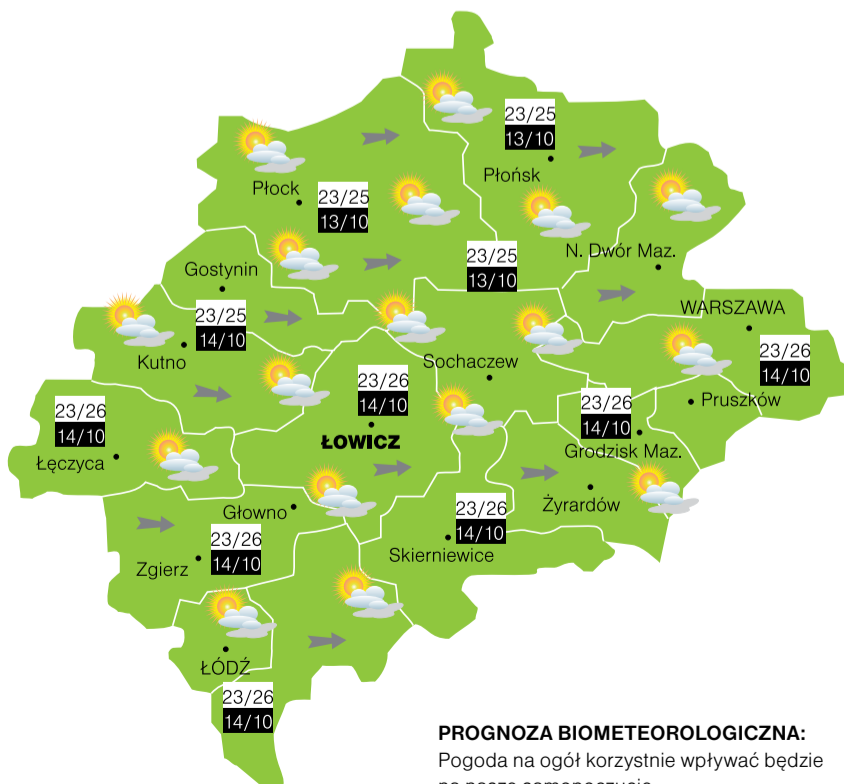 23/25
13/10
Płońsk
Płock
23/25
13/10
N. Dwór Maz.
23/25
13/10
Gostynin
WARSZAWA
23/25
14/10
Kutno
Sochaczew
23/26
14/10
23/26
14/10
ŁOWICZ
23/26
14/10
Łęczyca
23/26
14/10
Grodzisk Maz.
Pruszków
Żyrardów
Głowno
23/26
14/10
Skierniewice
23/26
14/10
Zgierz
ŁÓDŹ
23/26
14/10
PROGNOZA BIOMETEOROLOGICZNA:
Pogoda na ogół korzystnie wpływać będzie
na nasze samopoczucie